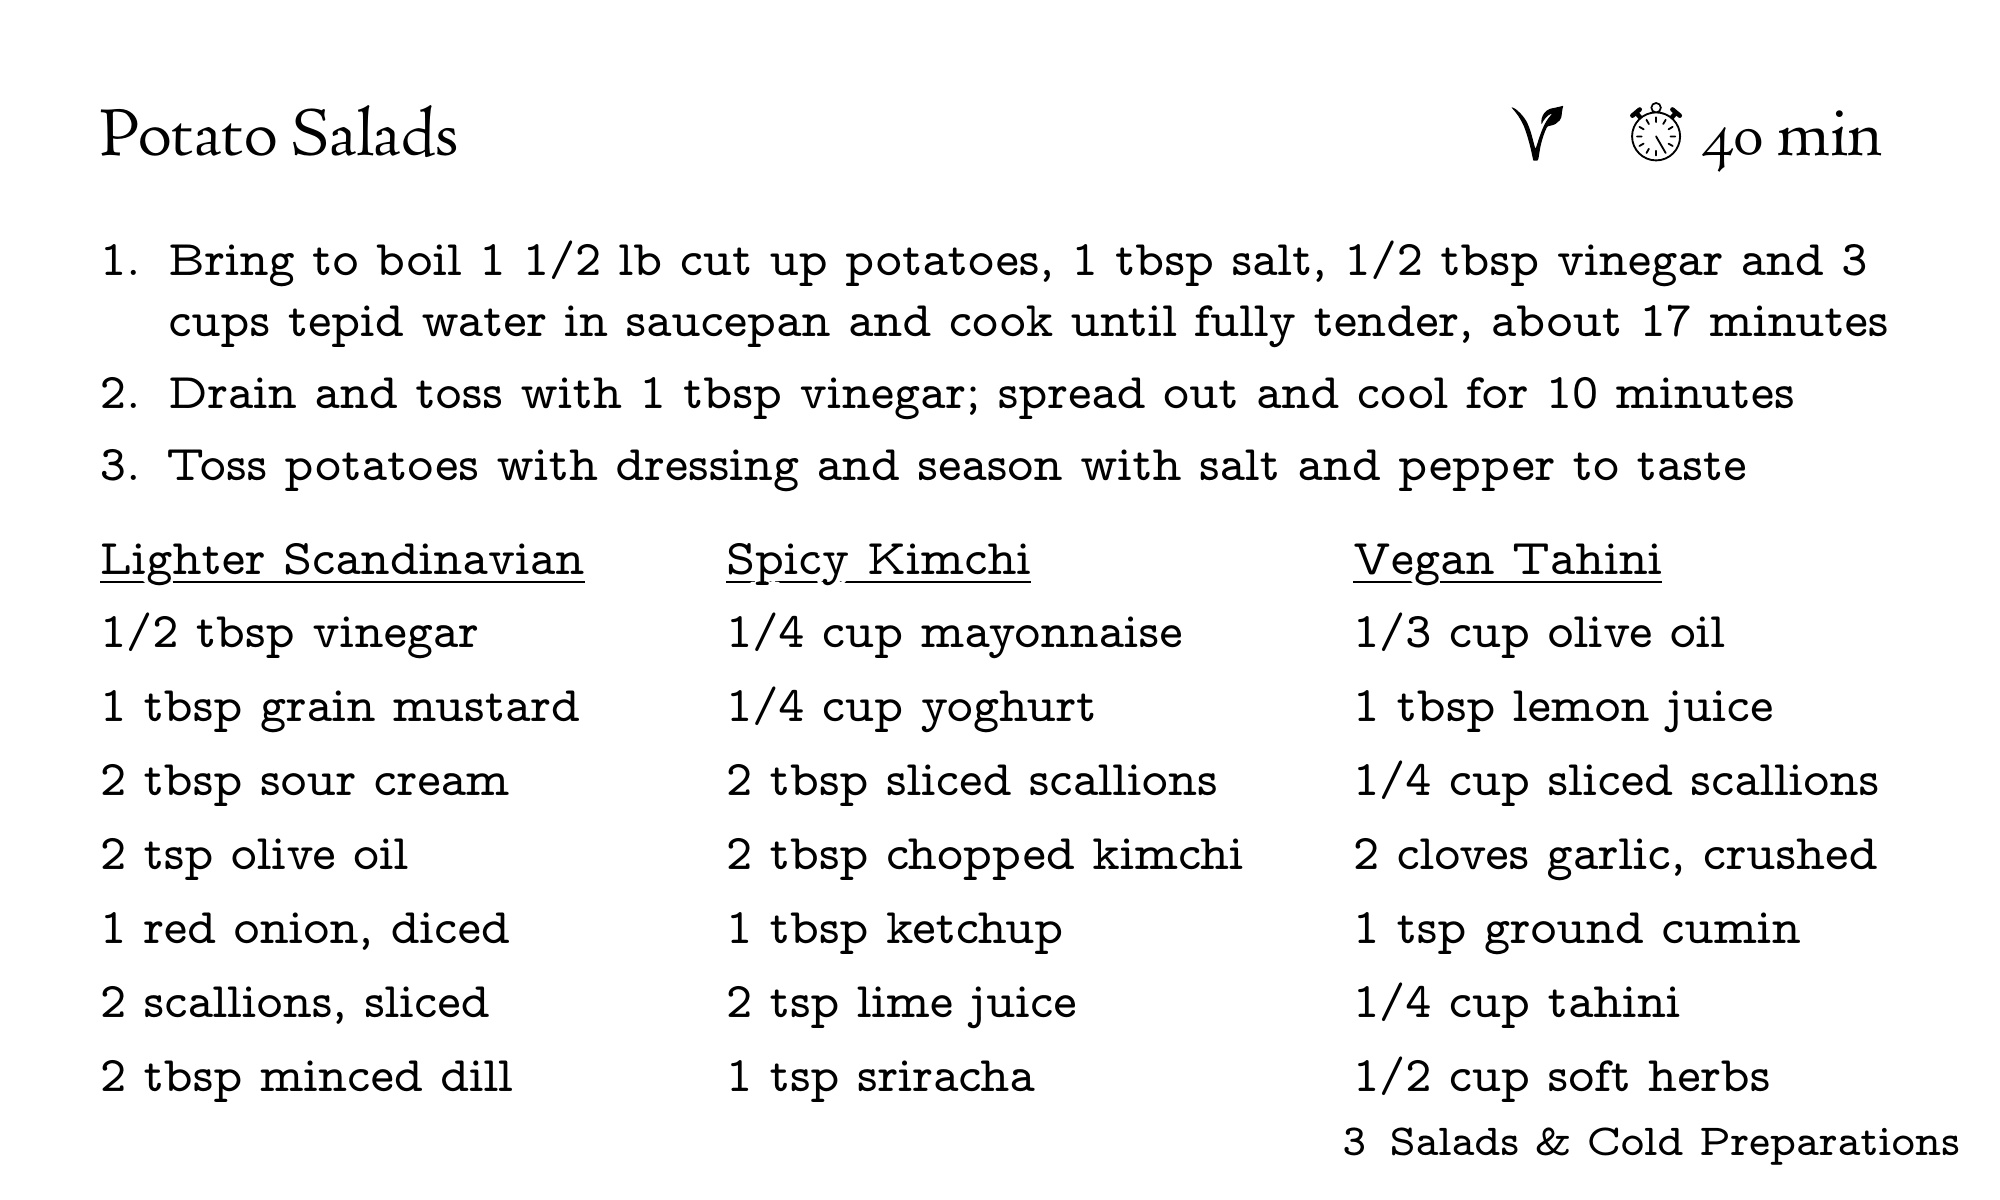 Potato Salads
40 min
1. Bring to boil 1 1/2 lb cut up potatoes, 1 tbsp salt, 1/2 tbsp vinegar and 3
cups tepid water in saucepan and cook until fully tender, about 17 minutes
2. Drain and toss with 1 tbsp vinegar; spread out and cool for 10 minutes
3. Toss potatoes with dressing and season with salt and pepper to taste
Lighter Scandinavian
1/2 tbsp vinegar
1 tbsp grain mustard
2 tbsp sour cream
2 tsp olive oil
1 red onion, diced
2 scallions, sliced
2 tbsp minced dill
Spicy Kimchi
1/4 cup mayonnaise
1/4 cup yoghurt
2 tbsp sliced scallions
2 tbsp chopped kimchi
1 tbsp ketchup
2 tsp lime juice
1 tsp sriracha
Vegan Tahini
1/3 cup olive oil
1 tbsp lemon juice
1/4 cup sliced scallions
2 cloves garlic, crushed
1 tsp ground cumin
1/4 cup tahini
1/2 cup soft herbs
3 Salads & Cold Preparations